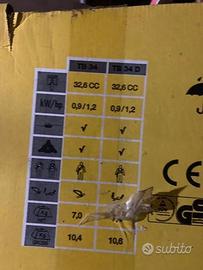 TB 34 TB 34 D
32,6 CC 32,6 CC
kW/hp 0,9/1,2 0,9/1,2
√ √
√ √
7,0
10,4 10,6
CE
GS
subito